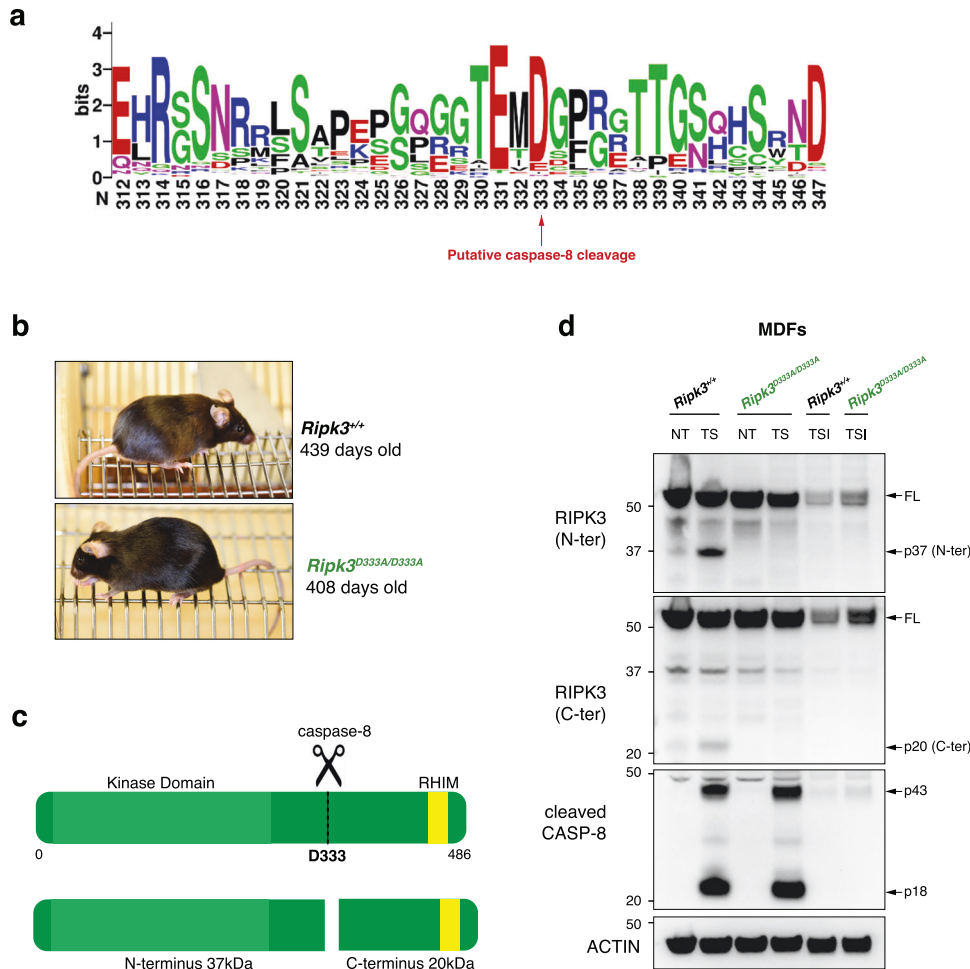 a
4
3
2
1
0
bits
N
312 313 314 315 316 317 318 319 320 321 322 323 324 325 326 327 328 329 330 331 332 333 334 335 336 337 338 339 340 341 342 343 344 345 346 347
EHRSSNRRLSAPEPGQGGTEMDGPRGTTGSQHSRND
Putative caspase-8 cleavage
b
Ripk3+/+
439 days old
Ripk3D333A/D333A
408 days old
c
caspase-8
Kinase Domain
RHIM
0
D333
486
N-terminus 37kDa
C-terminus 20kDa
d
MDFs
Ripk3+/+ Ripk3D333A/D333A Ripk3+/+ Ripk3D333A/D333A
NT TS NT TS TSI TSI
RIPK3
(N-ter)
50
37
FL
p37 (N-ter)
RIPK3
(C-ter)
50
37
20
FL
p20 (C-ter)
cleaved
CASP-8
50
20
p43
p18
ACTIN
50